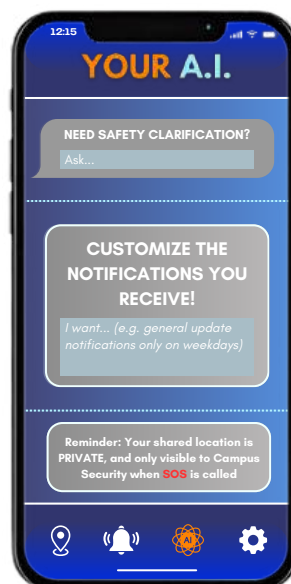 12:15
YOUR A.I.
NEED SAFETY CLARIFICATION?
Ask...
CUSTOMIZE THE
NOTIFICATIONS YOU
RECEIVE!
I want... (e.g. general update
notifications only on weekdays)
Reminder: Your shared location is
PRIVATE, and only visible to Campus
Security when SOS is called
AI